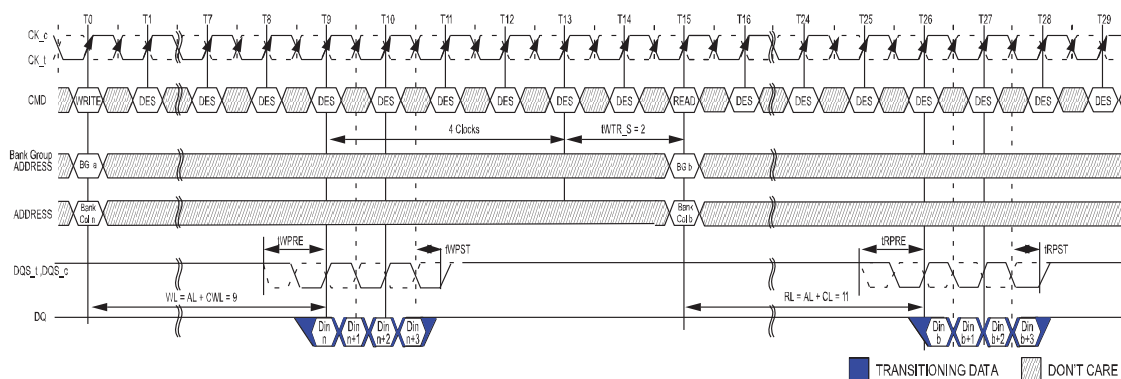 T0 T1 T7 T8 T9 T10 T11 T12 T13 T14 T15 T16 T24 T25 T26 T27 T28 T29
CK_c
CK_t
CMD WRITE DES DES DES DES DES DES DES DES DES READ DES DES DES DES DES DES DES
4 Clocks tWTR_S = 2
Bank Group
ADDRESS BG a BG b
ADDRESS Bank Col n Bank Col b
tWPRE tWPST tRPRE tRPST
DQS_t ,DQS_c
WL = AL + CWL = 9 RL = AL + CL = 11
DQ Din n Din n+1 Din n+2 Din n+3 Din b Din b+1 Din b+2 Din b+3
TRANSITIONING DATA DON'T CARE